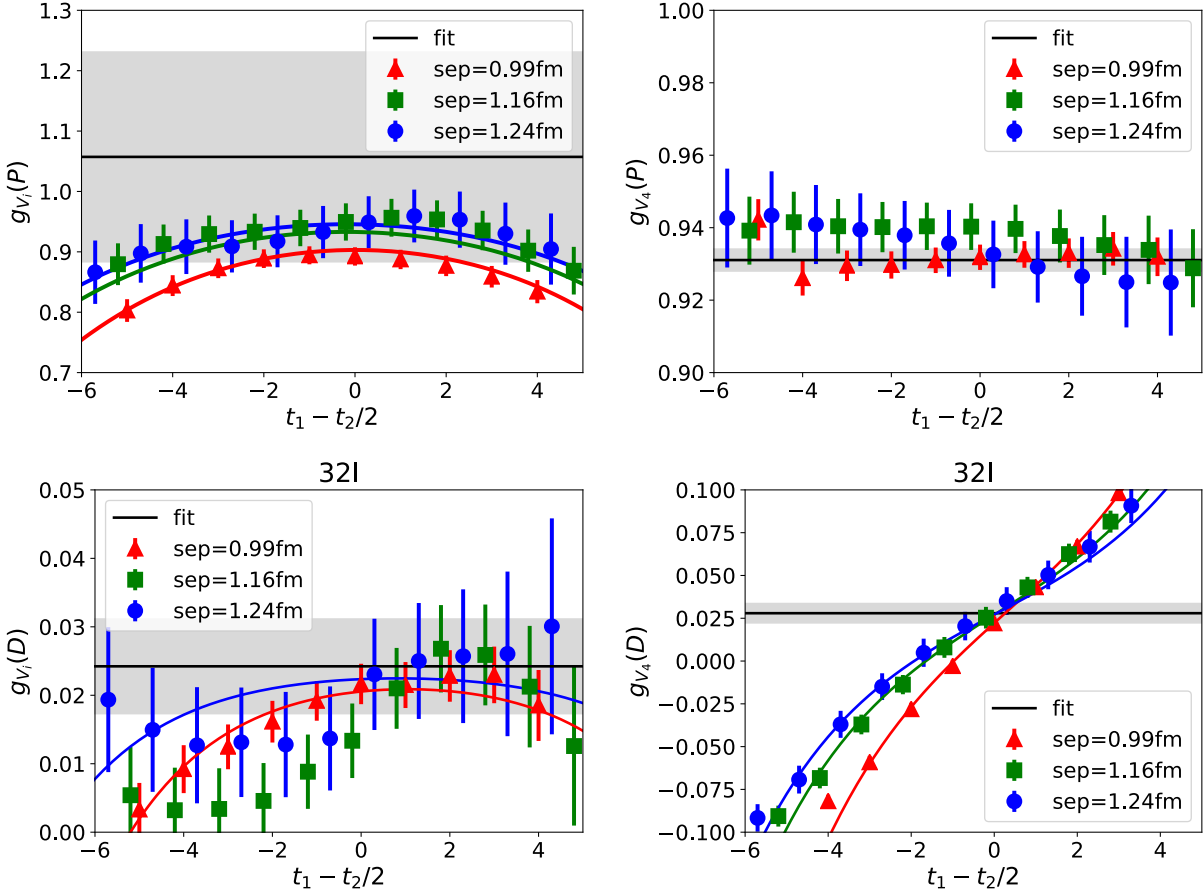 1.3
1.2
1.1
1.0
0.9
0.8
0.7
g_{V_i}(P)
fit
sep=0.99fm
sep=1.16fm
sep=1.24fm
−6 −4 −2 0 2 4
t_1 − t_2/2
1.00
0.98
0.96
0.94
0.92
0.90
g_{V_4}(P)
fit
sep=0.99fm
sep=1.16fm
sep=1.24fm
−6 −4 −2 0 2 4
t_1 − t_2/2
32I
0.05
0.04
0.03
0.02
0.01
0.00
g_{V_i}(D)
fit
sep=0.99fm
sep=1.16fm
sep=1.24fm
−6 −4 −2 0 2 4
t_1 − t_2/2
32I
0.100
0.075
0.050
0.025
0.000
−0.025
−0.050
−0.075
−0.100
g_{V_4}(D)
fit
sep=0.99fm
sep=1.16fm
sep=1.24fm
−6 −4 −2 0 2 4
t_1 − t_2/2